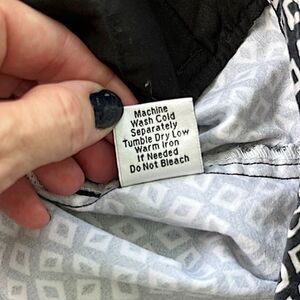 Machine
Wash Cold
Separately
Tumble Dry Low
Warm Iron
If Needed
Do Not Bleach